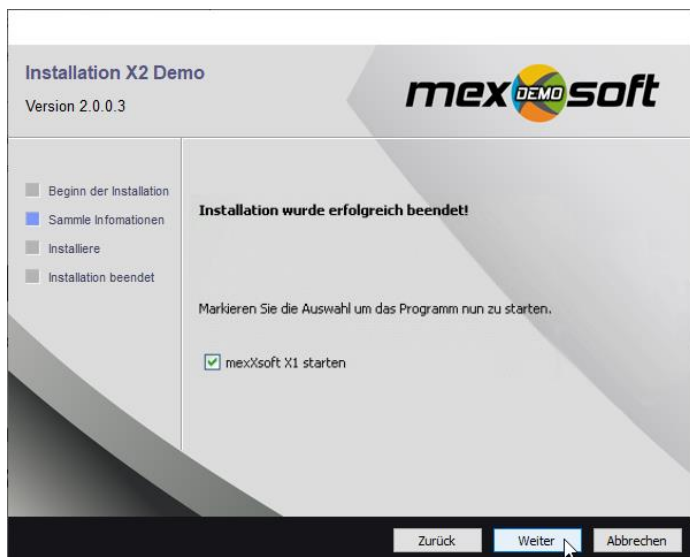 Installation X2 Demo
Version 2.0.0.3
mex DEMO soft
Beginn der Installation
Sammle Infomationen
Installiere
Installation beendet
Installation wurde erfolgreich beendet!
Markieren Sie die Auswahl um das Programm nun zu starten.
mexXsoft X1 starten
Zurück Weiter Abbrechen